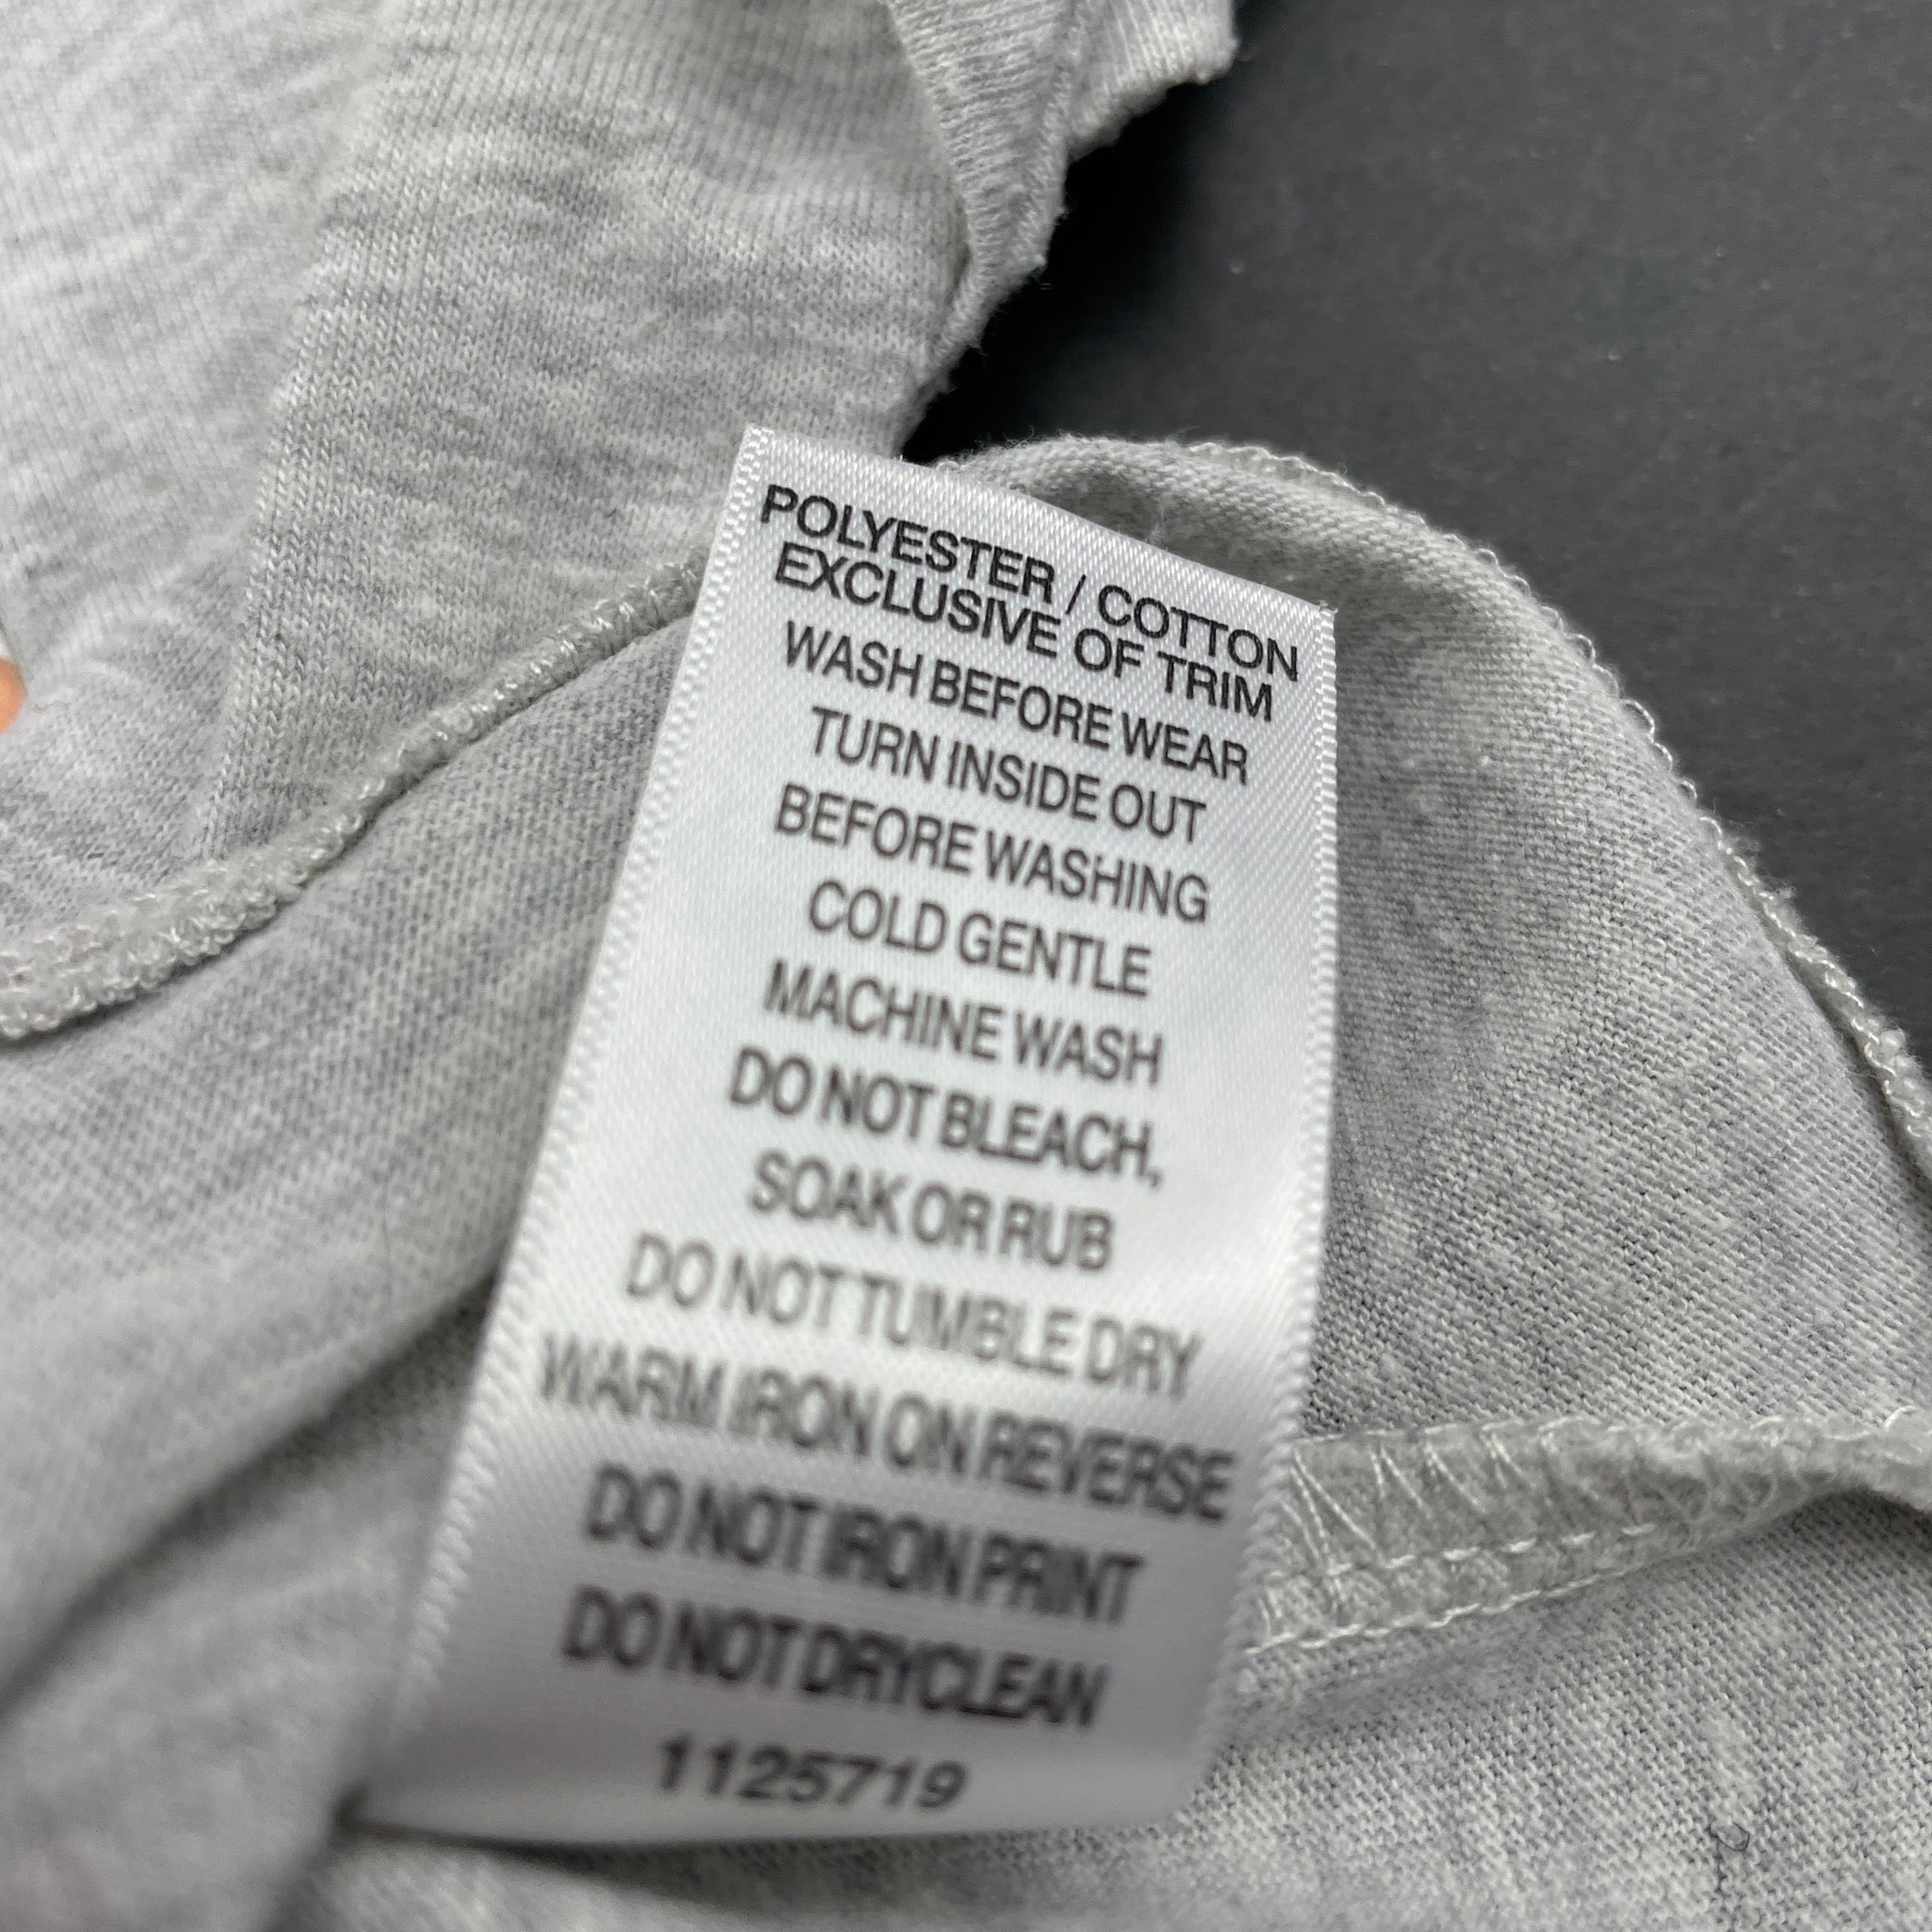 POLYESTER / COTTON
EXCLUSIVE OF TRIM
WASH BEFORE WEAR
TURN INSIDE OUT
BEFORE WASHING
COLD GENTLE
MACHINE WASH
DO NOT BLEACH,
SOAK OR RUB
DO NOT TUMBLE DRY
WARM IRON ON REVERSE
DO NOT IRON PRINT
DO NOT DRYCLEAN
1125719